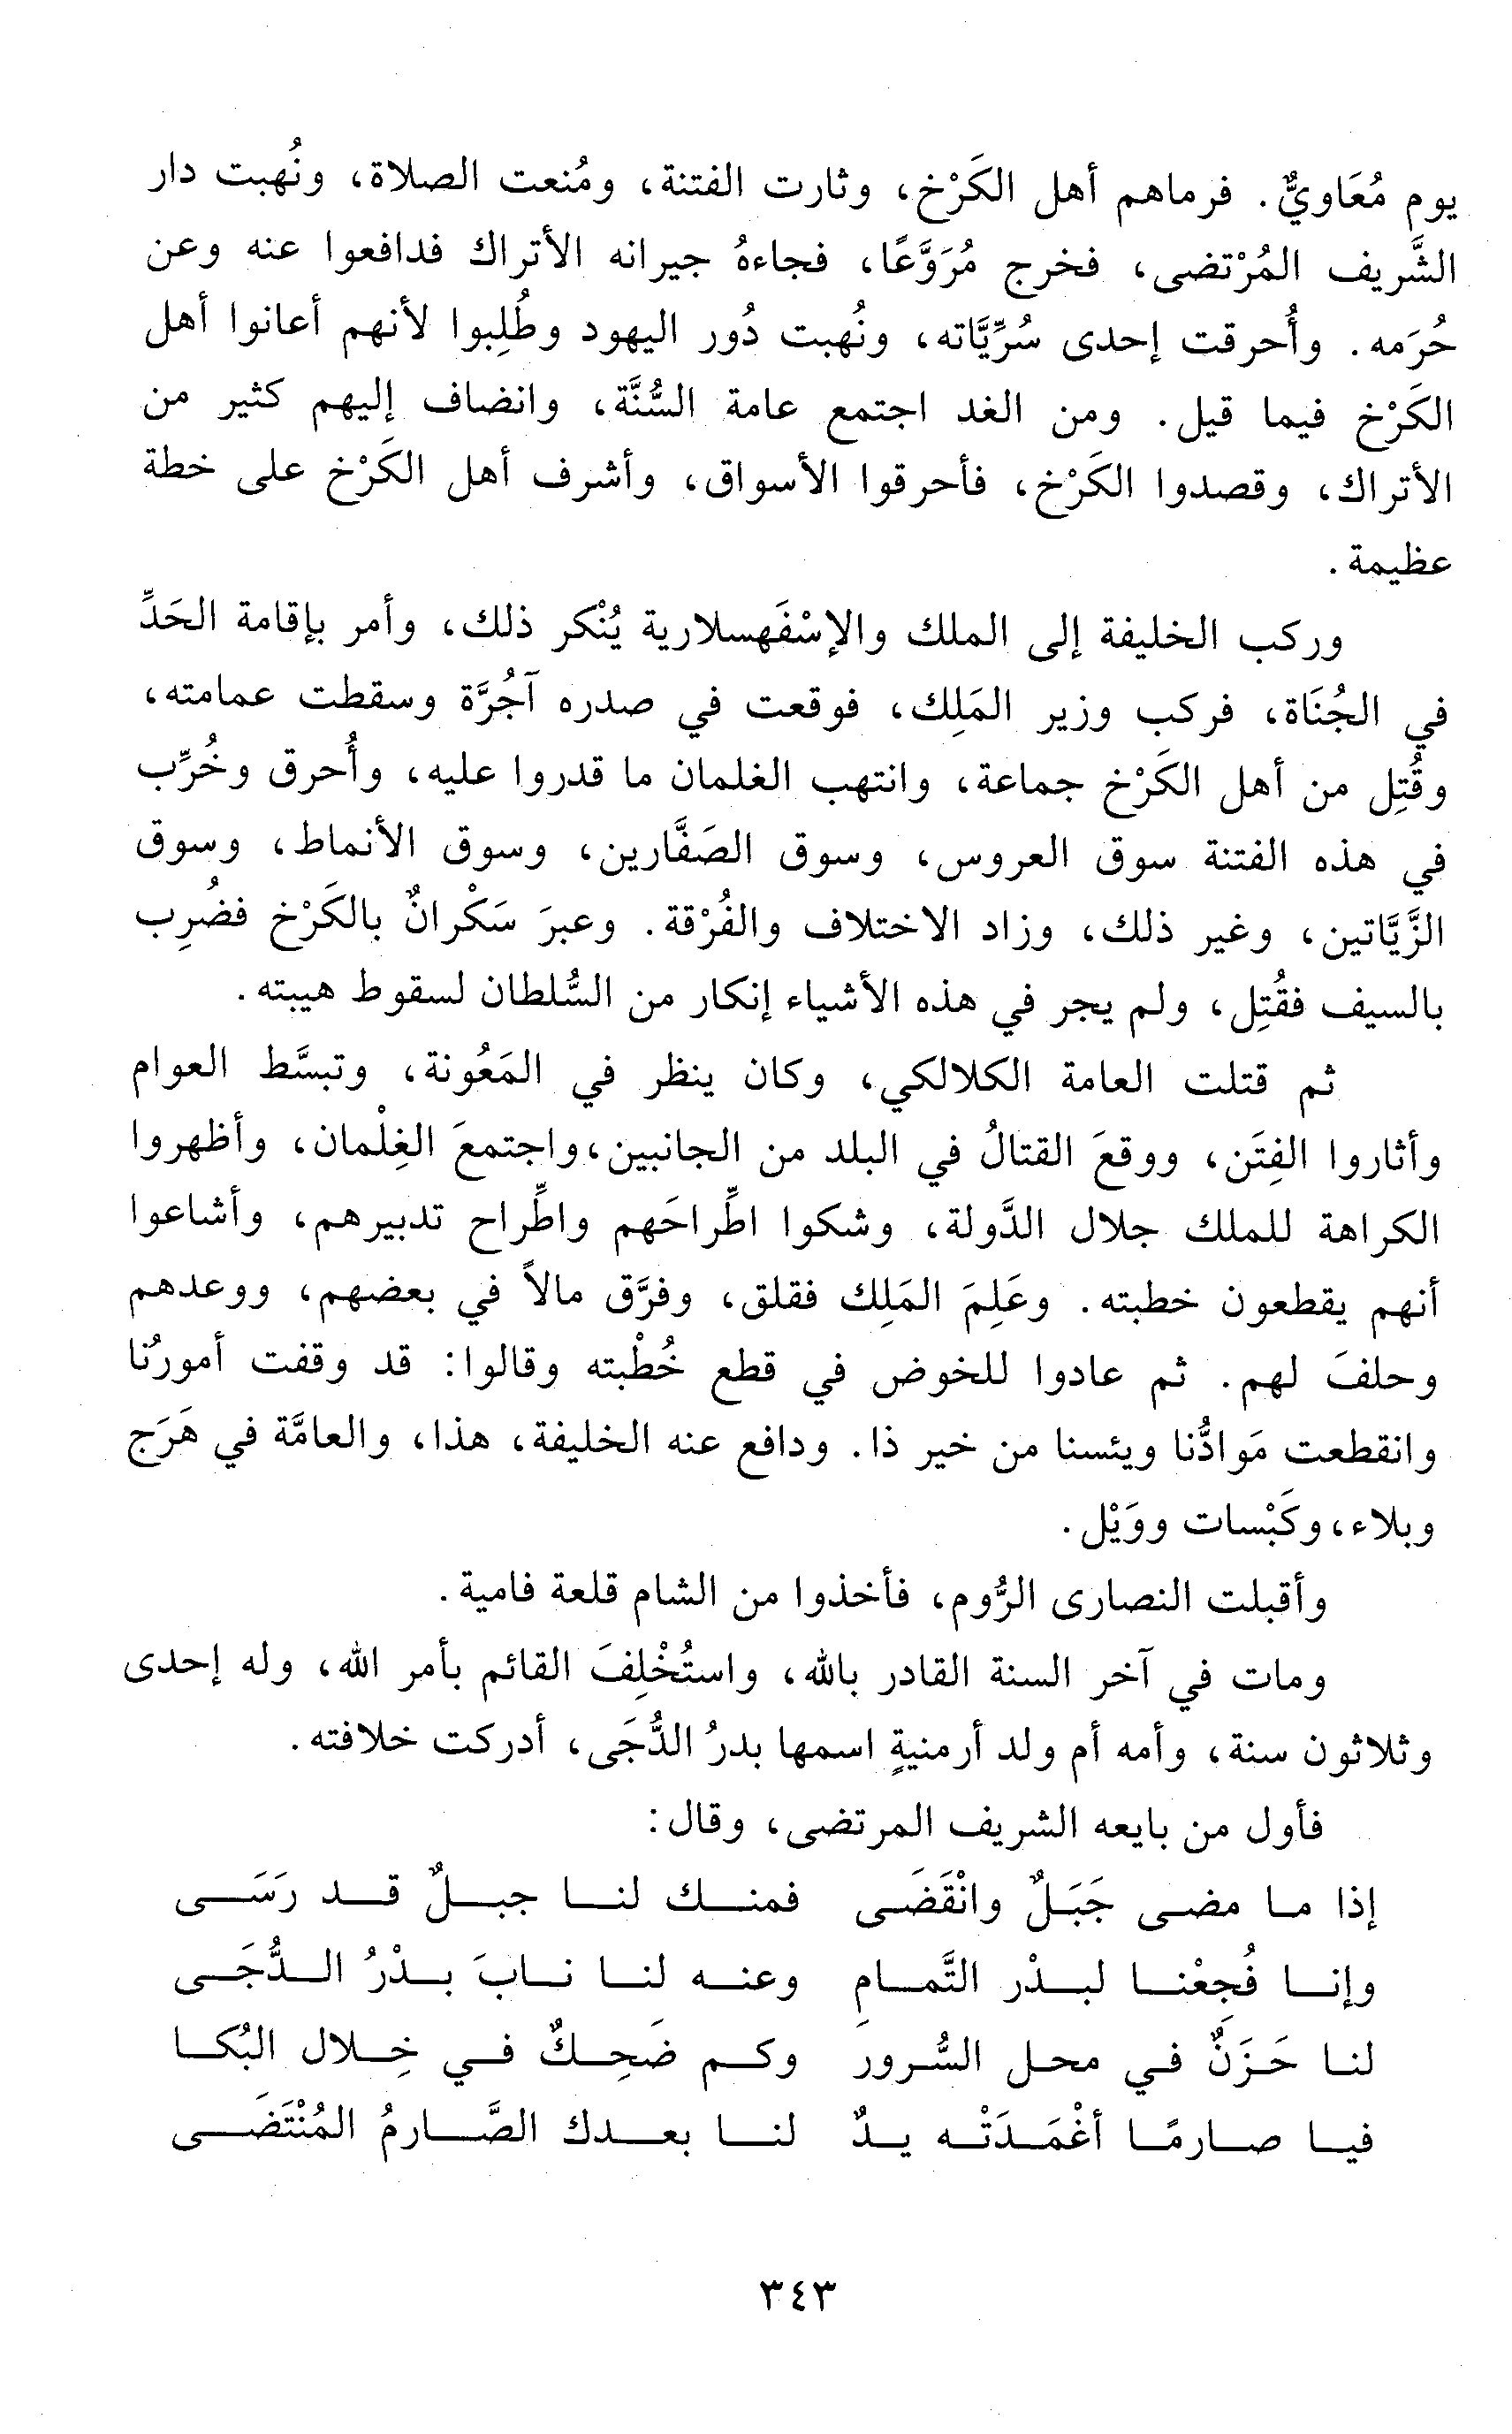 يوم مُعَاويٌّ. فرماهم أهل الكَرْخ، وثارت الفتنة، ومُنعت الصلاة، ونُهبت دار
الشَّريف المُرْتضى، فخرج مُرَوَّعًا، فجاءهُ جيرانه الأتراك فدافعوا عنه وعن
حُرَمه. وأُحرقت إحدى سُرِّيَّاته، ونُهبت دُور اليهود وطُلِبوا لأنهم أعانوا أهل
الكَرْخ فيما قيل. ومن الغد اجتمع عامة السُّنَّة، وانضاف إليهم كثير من
الأتراك، وقصدوا الكَرْخ، فأحرقوا الأسواق، وأشرف أهل الكَرْخ على خطة
عظيمة.
وركب الخليفة إلى الملك والإسْفَهسلارية يُنْكر ذلك، وأمر بإقامة الحَدِّ
في الجُنَاة، فركب وزير المَلِك، فوقعت في صدره آجُرَّة وسقطت عمامته،
وقُتِل من أهل الكَرْخ جماعة، وانتهب الغلمان ما قدروا عليه، وأُحرق وخُرِّب
في هذه الفتنة سوق العروس، وسوق الصَفَّارين، وسوق الأنماط، وسوق
الزَّيَّاتين، وغير ذلك، وزاد الاختلاف والفُرْقة. وعبرَ سَكْرانٌ بالكَرْخ فضُرِب
بالسيف فقُتِل، ولم يجر في هذه الأشياء إنكار من السُّلطان لسقوط هيبته.
ثم قتلت العامة الكلالكي، وكان ينظر في المَعُونة، وتبسَّط العوام
وأثاروا الفِتَن، ووقعَ القتالُ في البلد من الجانبين،واجتمعَ الغِلْمان، وأظهروا
الكراهة للملك جلال الدَّولة، وشكوا اطِّراحَهم واطِّراح تدبيرهم، وأشاعوا
أنهم يقطعون خطبته. وعَلِمَ المَلِك فقلق، وفرَّق مالاً في بعضهم، ووعدهم
وحلفَ لهم. ثم عادوا للخوض في قطع خُطْبته وقالوا: قد وقفت أمورُنا
وانقطعت مَوادُّنا ويئسنا من خير ذا. ودافع عنه الخليفة، هذا، والعامَّة في هَرَج
وبلاء،وكَبْسات ووَيْل.
وأقبلت النصارى الرُّوم، فأخذوا من الشام قلعة فامية.
ومات في آخر السنة القادر بالله، واستُخْلِفَ القائم بأمر الله، وله إحدى
وثلاثون سنة، وأمه أم ولد أرمنيةٍ اسمها بدرُ الدُّجَى، أدركت خلافته.
فأول من بايعه الشريف المرتضى، وقال:
إذا ما مضى جَبَلٌ وانْقَضَى فمنك لنا جبلٌ قد رَسَى
وإنا فُجِعْنا لبدْر التَّمامِ وعنه لنا نابَ بدْرُ الدُّجَى
لنا حَزَنٌ في محل السُّرور وكم ضَحِكٌ في خِلال البُكا
فيا صارمًا أغْمَدَتْه يدٌ لنا بعدك الصَّارمُ المُنْتَضَى
٣٤٣